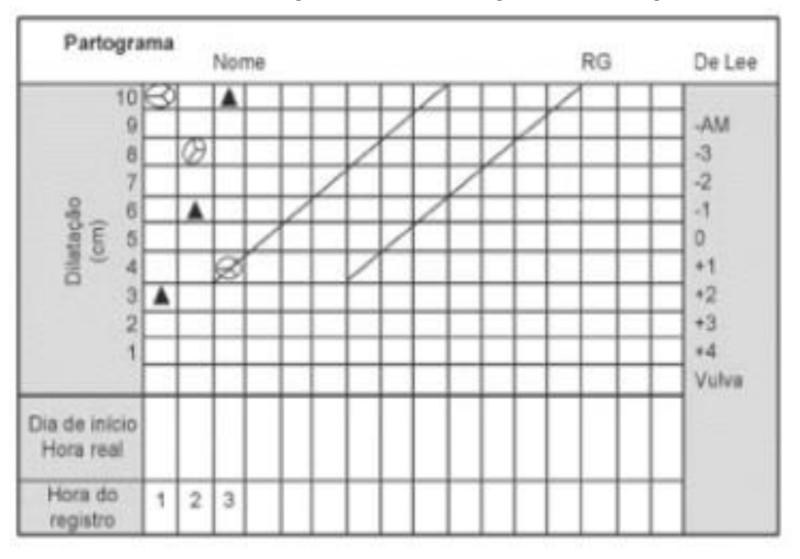 Partograma
Nome RG De Lee
10
9 -AM
8 -3
7 -2
6 -1
5 0
4 +1
3 +2
2 +3
1 +4
Vulva
Dilatação
(cm)
Dia de início
Hora real
Hora do
registro
1 2 3